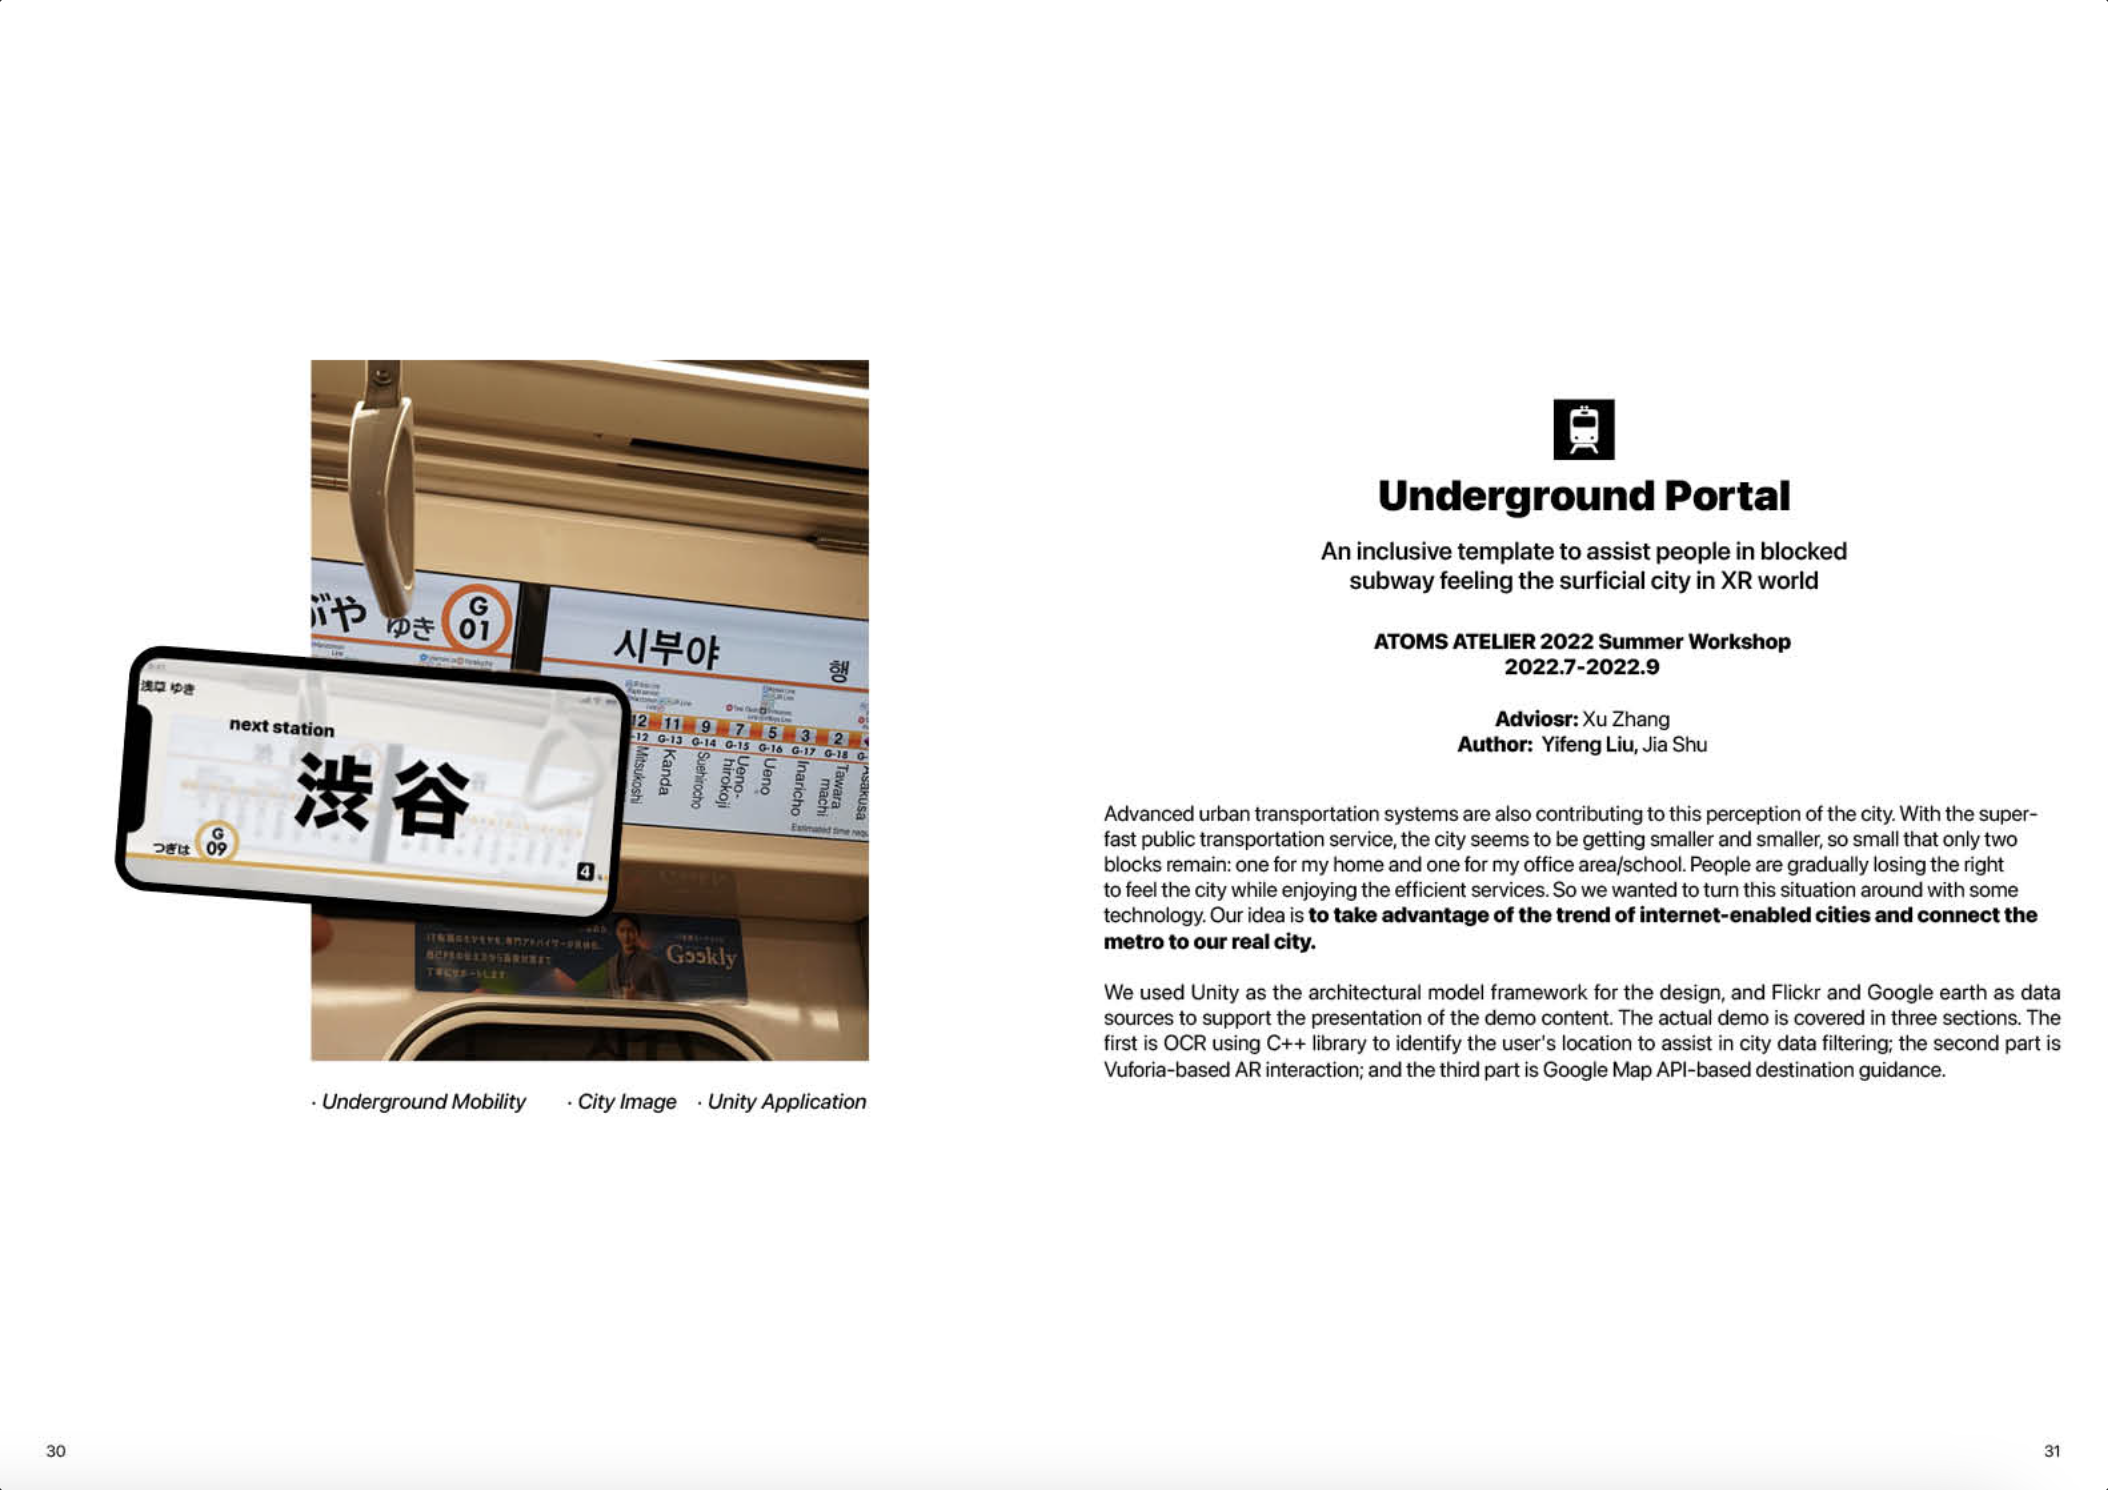 ぶや ゆき
G
01
시부야
행
12 11 9 7 5 3 2
-12 G-13 G-14 G-15 G-16 G-17 G-18 G-
Mitsukoshi
Kanda
Suehirocho
Ueno-
hirokoji
Ueno
Inaricho
Tawara
machi
Asakusa
Estimated time requ
浅草 ゆき
next station
渋谷
つぎは
G
09
4
Gookly
· Underground Mobility · City Image · Unity Application
30
Underground Portal
An inclusive template to assist people in blocked
subway feeling the surficial city in XR world
ATOMS ATELIER 2022 Summer Workshop
2022.7-2022.9
Adviosr: Xu Zhang
Author: Yifeng Liu, Jia Shu
Advanced urban transportation systems are also contributing to this perception of the city. With the super-
fast public transportation service, the city seems to be getting smaller and smaller, so small that only two
blocks remain: one for my home and one for my office area/school. People are gradually losing the right
to feel the city while enjoying the efficient services. So we wanted to turn this situation around with some
technology. Our idea is to take advantage of the trend of internet-enabled cities and connect the
metro to our real city.
We used Unity as the architectural model framework for the design, and Flickr and Google earth as data
sources to support the presentation of the demo content. The actual demo is covered in three sections. The
first is OCR using C++ library to identify the user's location to assist in city data filtering; the second part is
Vuforia-based AR interaction; and the third part is Google Map API-based destination guidance.
31